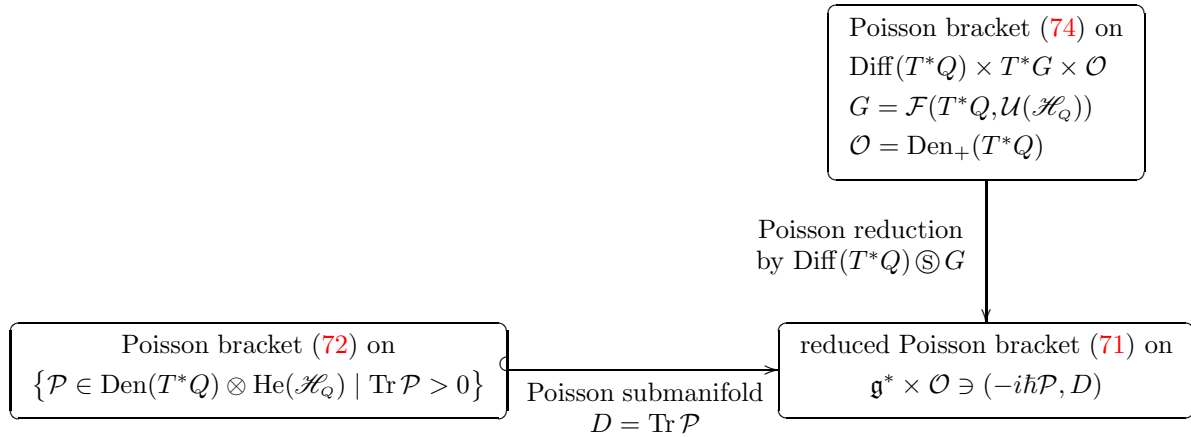 Poisson bracket (74) on
Diff(T*Q) × T*G × 𝒪
G = ℱ(T*Q, 𝒰(ℋ_Q))
𝒪 = Den₊(T*Q)
Poisson reduction
by Diff(T*Q) Ⓢ G
Poisson bracket (72) on
{𝒫 ∈ Den(T*Q) ⊗ He(ℋ_Q) | Tr 𝒫 > 0}
Poisson submanifold
D = Tr 𝒫
reduced Poisson bracket (71) on
𝔤* × 𝒪 ∋ (−iℏ𝒫, D)